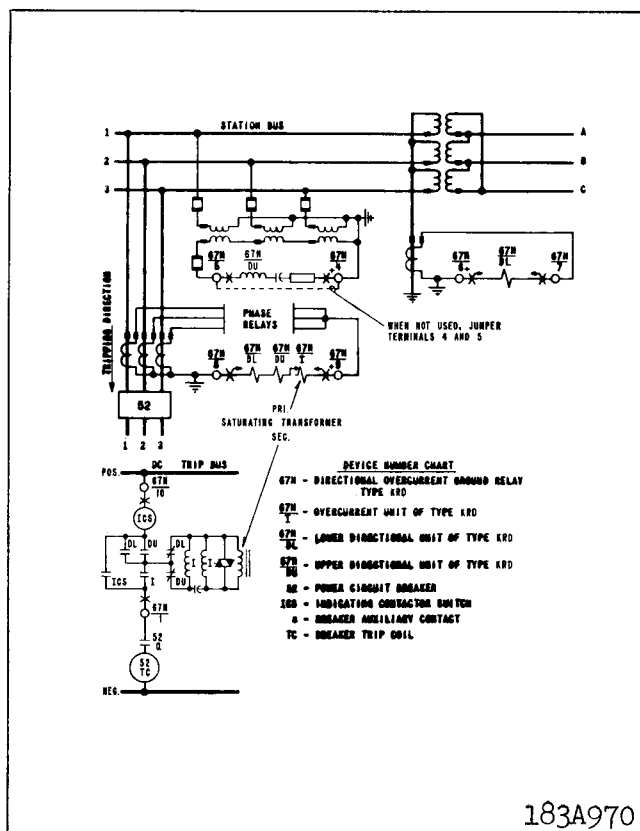 STATION BUS
1 A
2 B
3 C
67N
DU
67N
5
67N
4
67N
6
67N
DL
67N
7
WHEN NOT USED, JUMPER
TERMINALS 4 AND 5
TRIPPING DIRECTION
PHASE
RELAYS
67N
8
67N
DL
67N
DU
67N
I
67N
9
52
1 2 3
PRI.
SATURATING TRANSFORMER
SEC.
DC TRIP BUS
POS.
67N
10
ICS
DL DU DL
ICS I DU I I
67N
1
52
a
52
TC
NEG.
DEVICE NUMBER CHART
67N - DIRECTIONAL OVERCURRENT GROUND RELAY
TYPE KRD
67N
I - OVERCURRENT UNIT OF TYPE KRD
67N
DL - LOWER DIRECTIONAL UNIT OF TYPE KRD
67N
DU - UPPER DIRECTIONAL UNIT OF TYPE KRD
52 - POWER CIRCUIT BREAKER
ICS - INDICATING CONTACTOR SWITCH
a - BREAKER AUXILIARY CONTACT
TC - BREAKER TRIP COIL
183A970